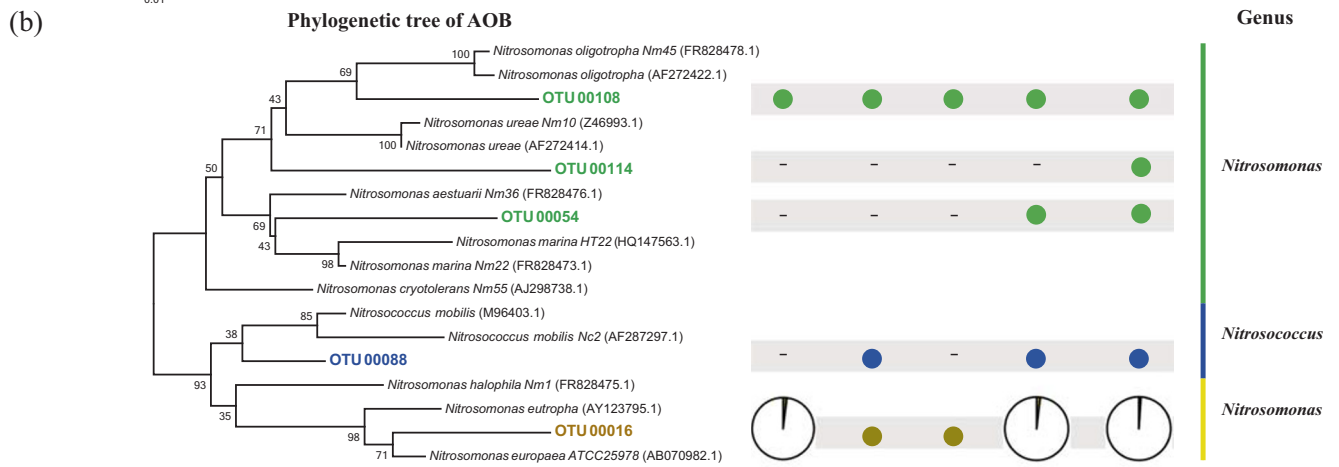 (b)
Phylogenetic tree of AOB
Genus
100
Nitrosomonas oligotropha Nm45 (FR828478.1)
Nitrosomonas oligotropha (AF272422.1)
69
OTU 00108
43
Nitrosomonas ureae Nm10 (Z46993.1)
100
Nitrosomonas ureae (AF272414.1)
71
OTU 00114
– – – –
Nitrosomonas
50
Nitrosomonas aestuarii Nm36 (FR828476.1)
69
OTU 00054
– – –
43
Nitrosomonas marina HT22 (HQ147563.1)
98
Nitrosomonas marina Nm22 (FR828473.1)
Nitrosomonas cryotolerans Nm55 (AJ298738.1)
85
Nitrosococcus mobilis (M96403.1)
38
Nitrosococcus mobilis Nc2 (AF287297.1)
Nitrosococcus
OTU 00088
– –
93
Nitrosomonas halophila Nm1 (FR828475.1)
35
Nitrosomonas eutropha (AY123795.1)
Nitrosomonas
98
OTU 00016
71
Nitrosomonas europaea ATCC25978 (AB070982.1)